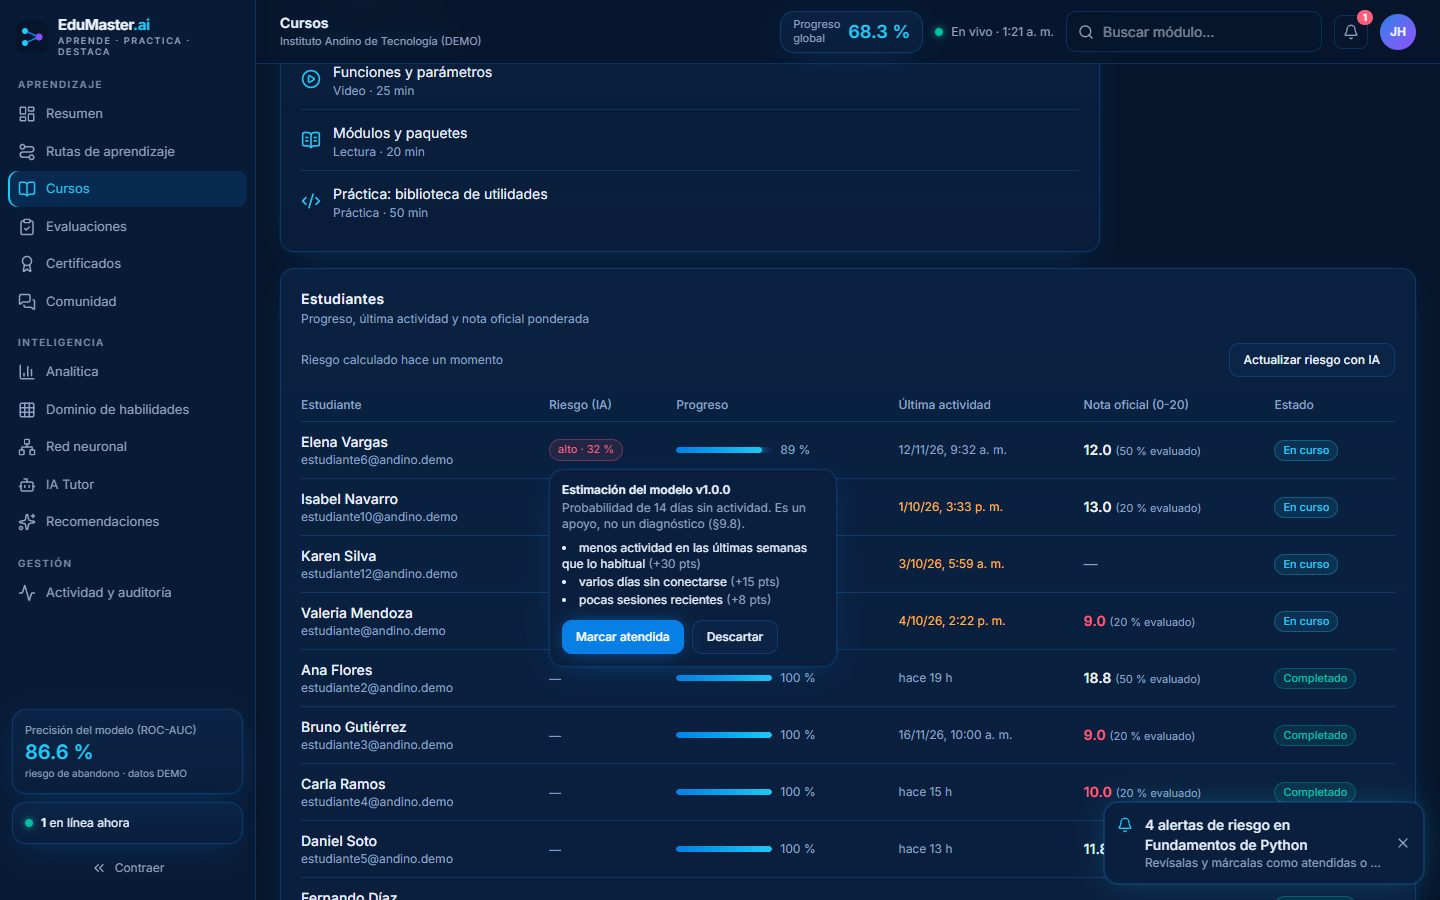 EduMaster.ai
APRENDE · PRACTICA ·
DESTACA
APRENDIZAJE
Resumen
Rutas de aprendizaje
Cursos
Evaluaciones
Certificados
Comunidad
INTELIGENCIA
Analítica
Dominio de habilidades
Red neuronal
IA Tutor
Recomendaciones
GESTIÓN
Actividad y auditoría
Precisión del modelo (ROC-AUC)
86.6 %
riesgo de abandono · datos DEMO
1 en línea ahora
Contraer
Cursos
Instituto Andino de Tecnología (DEMO)
Progreso
global
68.3 %
En vivo · 1:21 a. m.
Buscar módulo...
1
JH
Funciones y parámetros
Video · 25 min
Módulos y paquetes
Lectura · 20 min
Práctica: biblioteca de utilidades
Práctica · 50 min
Estudiantes
Progreso, última actividad y nota oficial ponderada
Riesgo calculado hace un momento
Actualizar riesgo con IA
Estudiante Riesgo (IA) Progreso Última actividad Nota oficial (0-20) Estado
Elena Vargas
estudiante6@andino.demo
alto · 32 % 89 % 12/11/26, 9:32 a. m. 12.0 (50 % evaluado) En curso
Isabel Navarro
estudiante10@andino.demo
1/10/26, 3:33 p. m. 13.0 (20 % evaluado) En curso
Karen Silva
estudiante12@andino.demo
3/10/26, 5:59 a. m. — En curso
Valeria Mendoza
estudiante@andino.demo
4/10/26, 2:22 p. m. 9.0 (20 % evaluado) En curso
Estimación del modelo v1.0.0
Probabilidad de 14 días sin actividad. Es un
apoyo, no un diagnóstico (§9.8).
• menos actividad en las últimas semanas
que lo habitual (+30 pts)
• varios días sin conectarse (+15 pts)
• pocas sesiones recientes (+8 pts)
Marcar atendida
Descartar
Ana Flores
estudiante2@andino.demo
— 100 % hace 19 h 18.8 (50 % evaluado) Completado
Bruno Gutiérrez
estudiante3@andino.demo
— 100 % 16/11/26, 10:00 a. m. 9.0 (20 % evaluado) Completado
Carla Ramos
estudiante4@andino.demo
— 100 % hace 15 h 10.0 (20 % evaluado) Completado
Daniel Soto
estudiante5@andino.demo
— 100 % hace 13 h 11.8
Fernando Díaz
4 alertas de riesgo en
Fundamentos de Python
Revísalas y márcalas como atendidas o ...